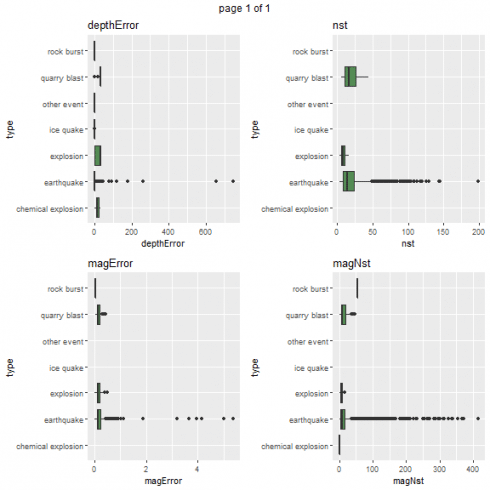 page 1 of 1
depthError
rock burst
quarry blast
other event
ice quake
explosion
earthquake
chemical explosion
type
0 200 400 600
depthError
nst
rock burst
quarry blast
other event
ice quake
explosion
earthquake
chemical explosion
type
0 50 100 150 200
nst
magError
rock burst
quarry blast
other event
ice quake
explosion
earthquake
chemical explosion
type
0 2 4
magError
magNst
rock burst
quarry blast
other event
ice quake
explosion
earthquake
chemical explosion
type
0 100 200 300 400
magNst